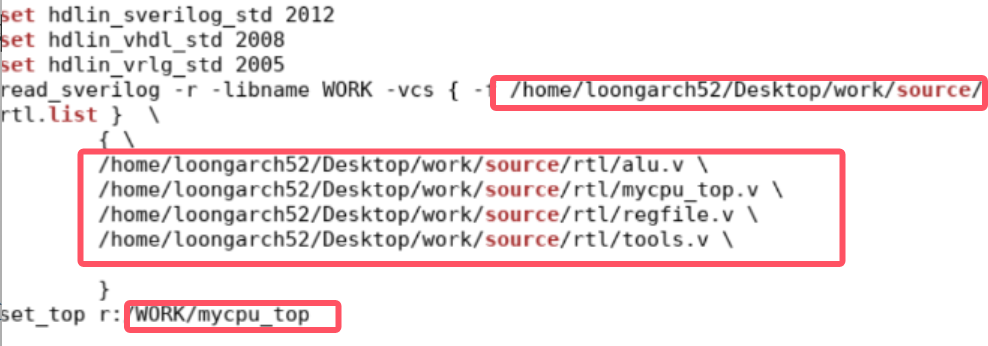 set hdlin_sverilog_std 2012
set hdlin_vhdl_std 2008
set hdlin_vrlg_std 2005
read_sverilog -r -libname WORK -vcs { -f /home/loongarch52/Desktop/work/source/
rtl.list } \
{ \
/home/loongarch52/Desktop/work/source/rtl/alu.v \
/home/loongarch52/Desktop/work/source/rtl/mycpu_top.v \
/home/loongarch52/Desktop/work/source/rtl/regfile.v \
/home/loongarch52/Desktop/work/source/rtl/tools.v \
}
set_top r:/WORK/mycpu_top